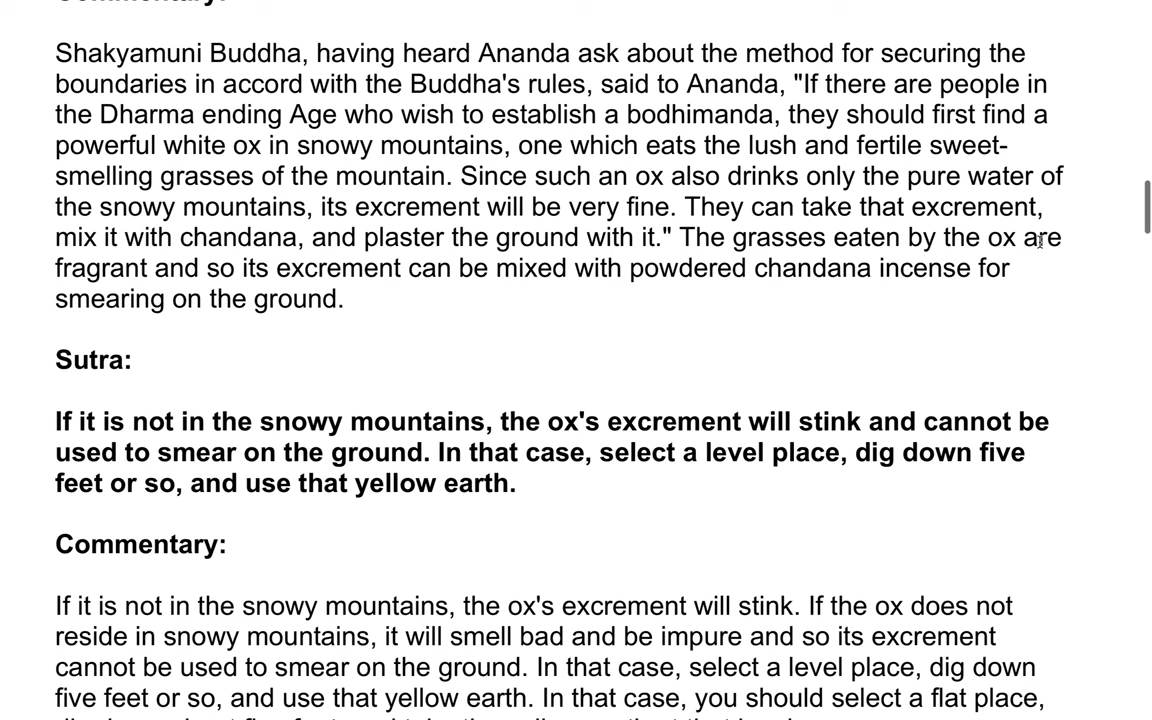 Commentary:
Shakyamuni Buddha, having heard Ananda ask about the method for securing the
boundaries in accord with the Buddha's rules, said to Ananda, "If there are people in
the Dharma ending Age who wish to establish a bodhimanda, they should first find a
powerful white ox in snowy mountains, one which eats the lush and fertile sweet-
smelling grasses of the mountain. Since such an ox also drinks only the pure water of
the snowy mountains, its excrement will be very fine. They can take that excrement,
mix it with chandana, and plaster the ground with it." The grasses eaten by the ox are
fragrant and so its excrement can be mixed with powdered chandana incense for
smearing on the ground.
Sutra:
If it is not in the snowy mountains, the ox's excrement will stink and cannot be
used to smear on the ground. In that case, select a level place, dig down five
feet or so, and use that yellow earth.
Commentary:
If it is not in the snowy mountains, the ox's excrement will stink. If the ox does not
reside in snowy mountains, it will smell bad and be impure and so its excrement
cannot be used to smear on the ground. In that case, select a level place, dig down
five feet or so, and use that yellow earth. In that case, you should select a flat place,